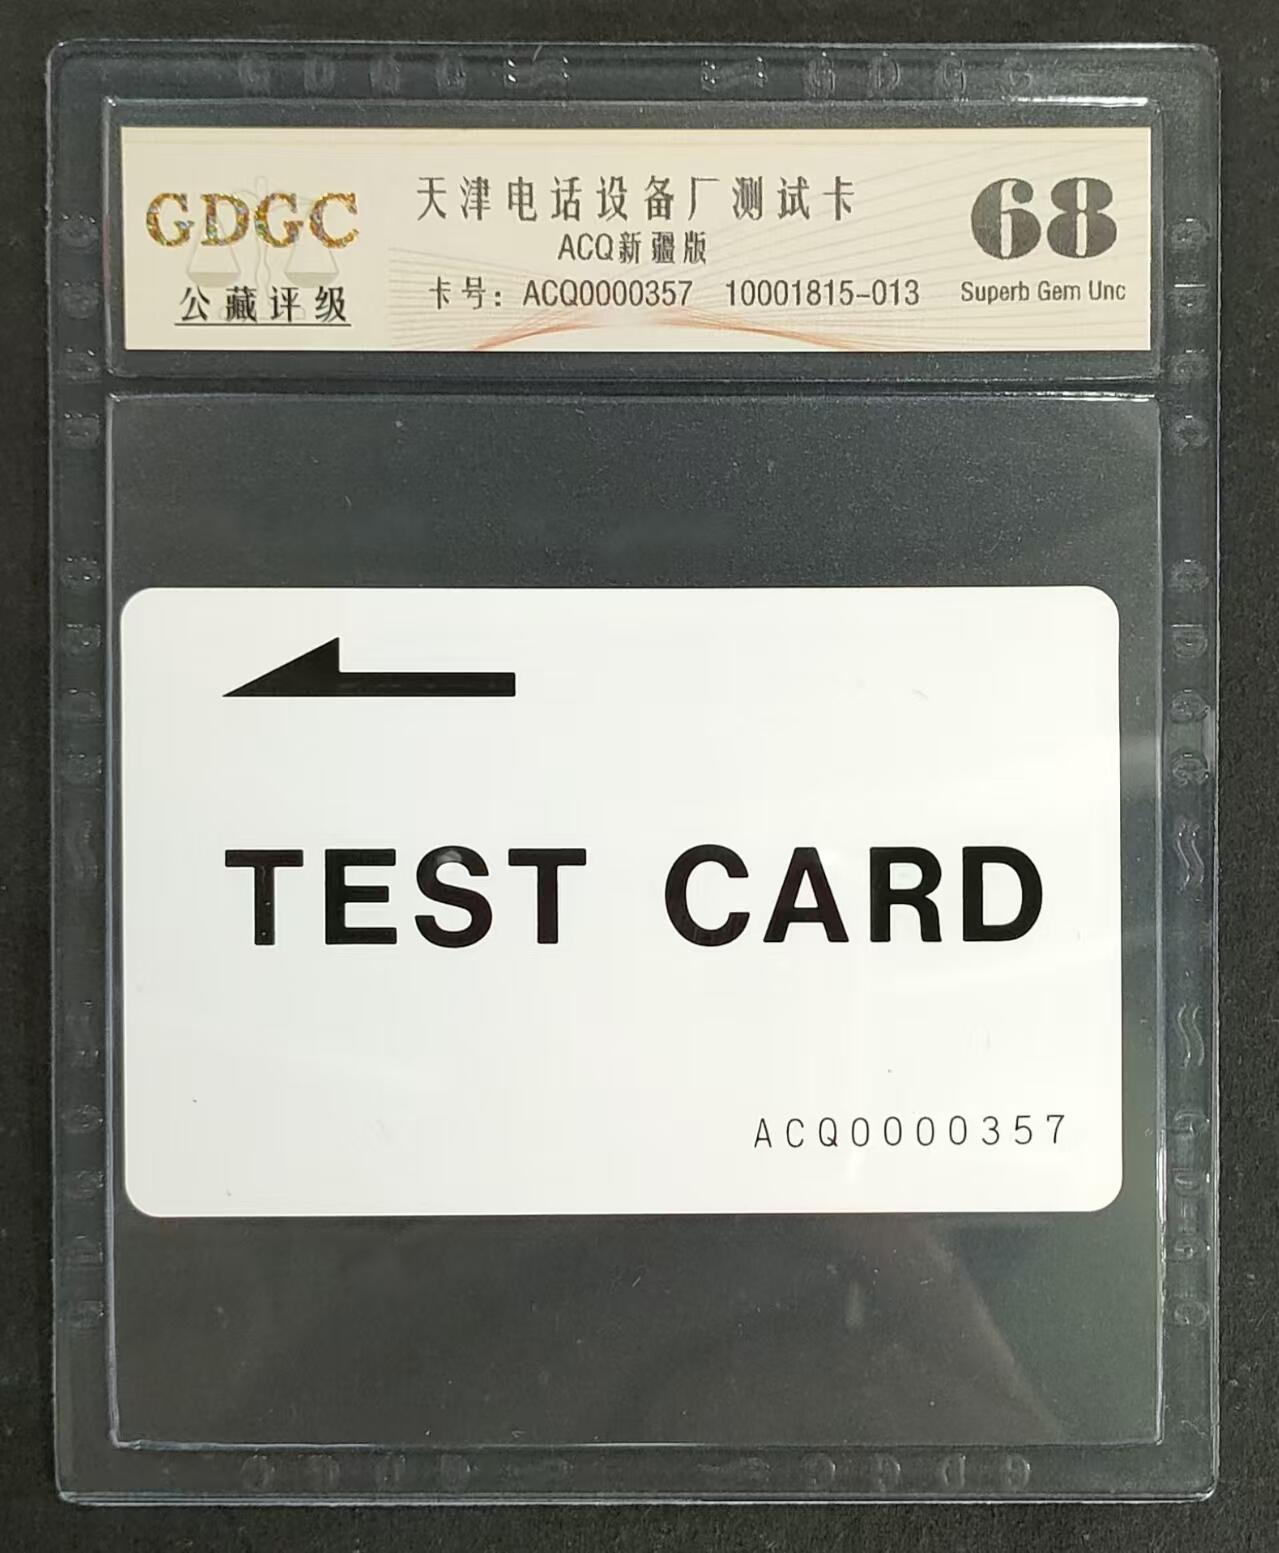 GDGC
公藏评级
天津电话设备厂测试卡
ACQ新疆版
卡号：ACQ0000357 10001815-013
68
Superb Gem Unc
TEST CARD
ACQ0000357